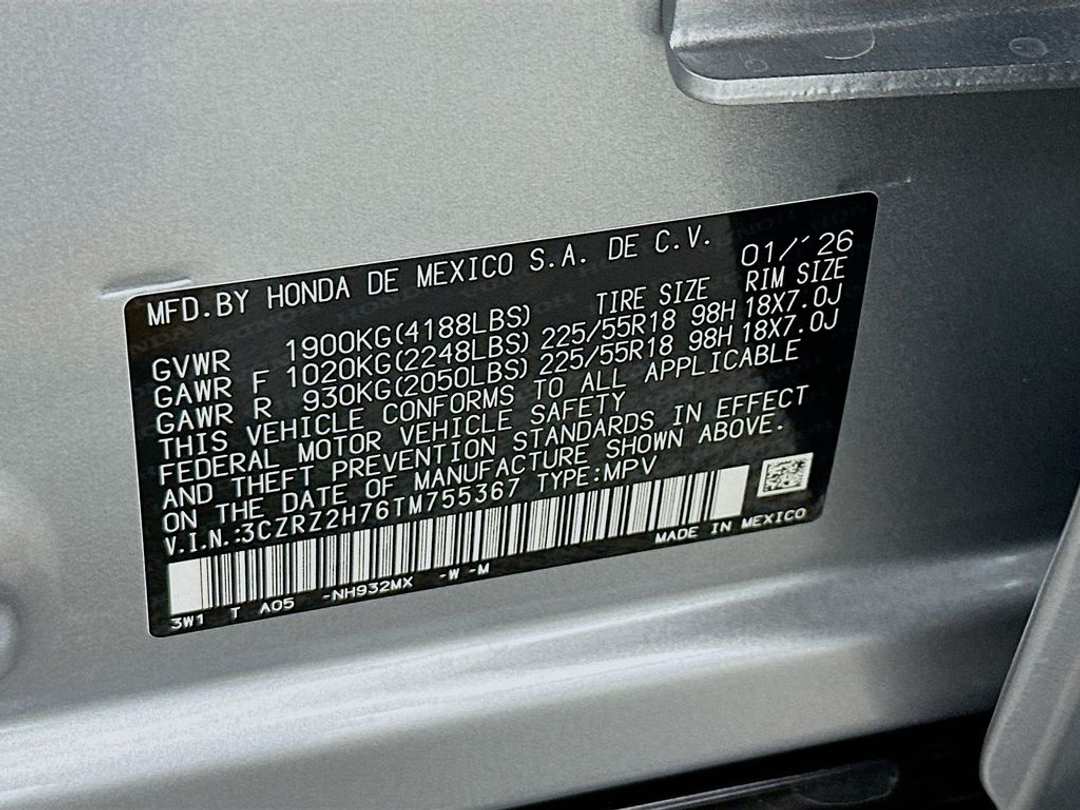 MFD.BY HONDA DE MEXICO S.A. DE C.V. 01/´26
GVWR 1900KG(4188LBS) TIRE SIZE RIM SIZE
GAWR F 1020KG(2248LBS) 225/55R18 98H 18X7.0J
GAWR R 930KG(2050LBS) 225/55R18 98H 18X7.0J
THIS VEHICLE CONFORMS TO ALL APPLICABLE
FEDERAL MOTOR VEHICLE SAFETY
AND THEFT PREVENTION STANDARDS IN EFFECT
ON THE DATE OF MANUFACTURE SHOWN ABOVE.
V.I.N.:3CZRZ2H76TM755367 TYPE:MPV
MADE IN MEXICO
3W1 T A05 -NH932MX -W -M